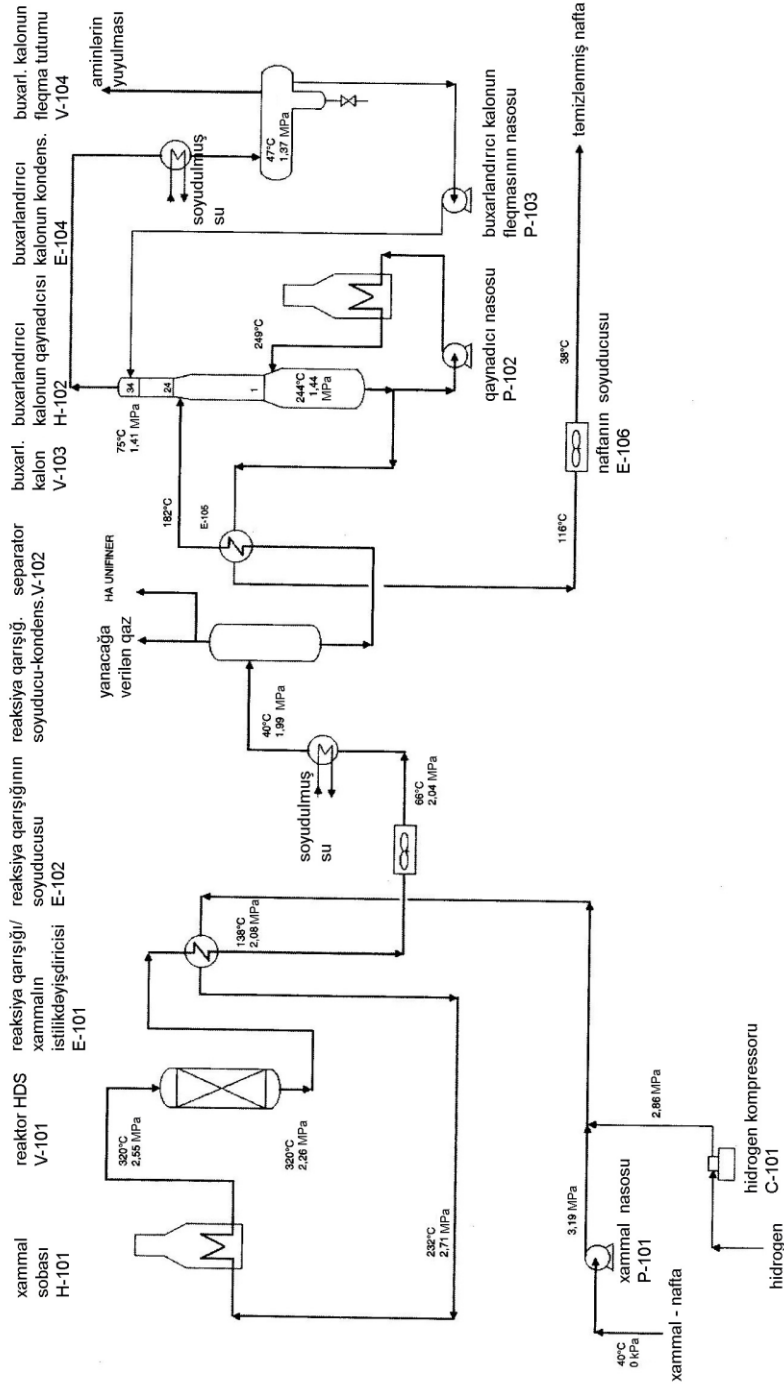 xammal
sobası
H-101
reaktor HDS
V-101
reaksiya qarışığı/
xammalın
istilikdəyişdiricisi
E-101
reaksiya qarışığının
soyuducusu
E-102
reaksiya qarışığ.
soyuducu-kondens.
separator
V-102
buxarl.
kalon
V-103
buxarlandırıcı
kalonun qaynadıcısı
H-102
buxarlandırıcı
kalonun kondens.
E-104
buxarl. kalonun
fleqma tutumu
V-104
320°C
2,55 MPa
320°C
2,26 MPa
138°C
2,08 MPa
232°C
2,71 MPa
66°C
2,04 MPa
soyudulmuş
su
40°C
1,99 MPa
yanacağa
verilən qaz
HA UNIFINER
E-105
182°C
75°C
1,41 MPa
34
24
1
244°C
1,44
MPa
249°C
soyudulmuş
su
47°C
1,37 MPa
aminlərin
yuyulması
buxarlandırıcı kalonun
fleqmasının nasosu
P-103
qaynadıcı nasosu
P-102
116°C
naftanın soyuducusu
E-106
38°C
təmizlənmiş nafta
40°C
0 kPa
xammal - nafta
xammal nasosu
P-101
3,19 MPa
2,86 MPa
hidrogen kompressoru
C-101
hidrogen